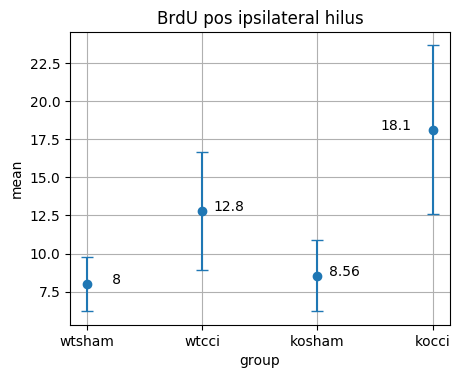 BrdU pos ipsilateral hilus
mean
22.5
20.0
17.5
15.0
12.5
10.0
7.5
18.1
12.8
8.56
8
wtsham
wtcci
kosham
kocci
group